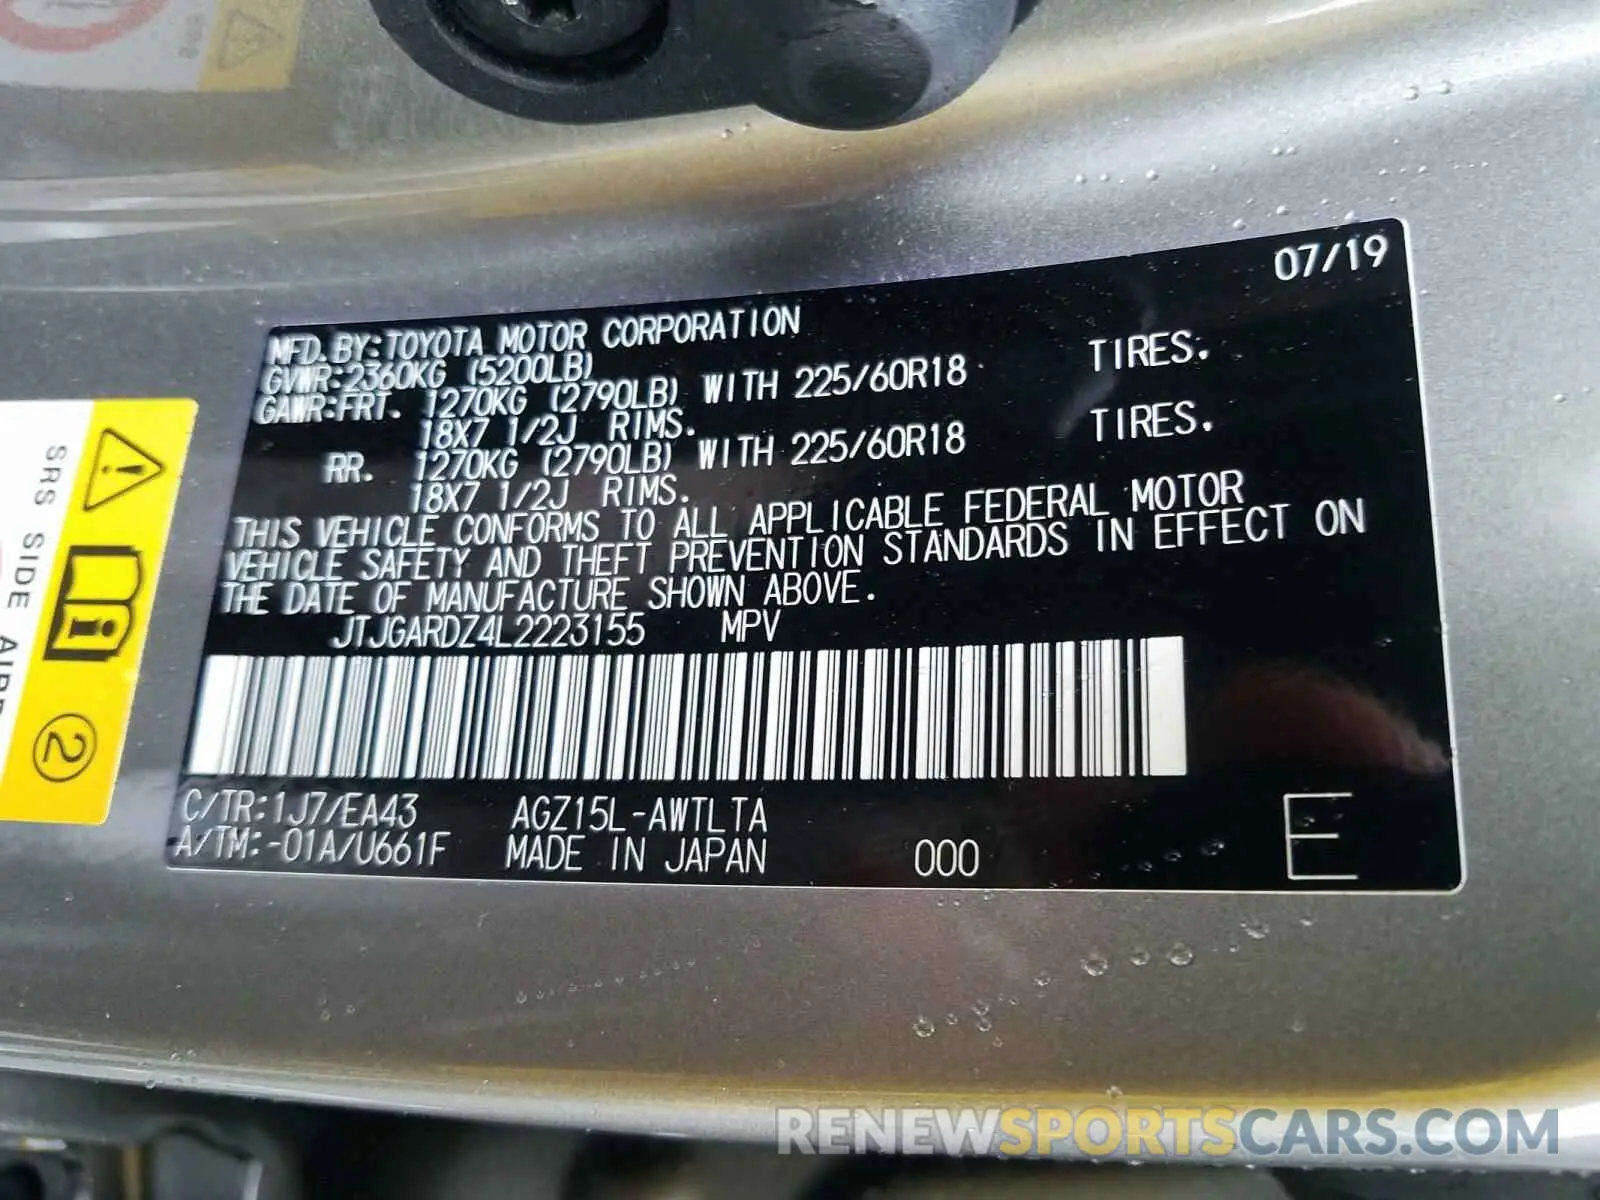 07/19
MFD. BY: TOYOTA MOTOR CORPORATION
GVWR: 2360KG (5200LB)
GAWR: FRT. 1270KG (2790LB) WITH 225/60R18 TIRES.
18X7 1/2J RIMS.
RR. 1270KG (2790LB) WITH 225/60R18 TIRES.
18X7 1/2J RIMS.
THIS VEHICLE CONFORMS TO ALL APPLICABLE FEDERAL MOTOR
VEHICLE SAFETY AND THEFT PREVENTION STANDARDS IN EFFECT ON
THE DATE OF MANUFACTURE SHOWN ABOVE.
JTJGARDZ4L2223155 MPV
C/TR: 1J7/EA43 AGZ15L-AWTLTA
A/TM: -01A/U661F MADE IN JAPAN 000 E
SRS SIDE
2
RENEWSPORTSCARS.COM